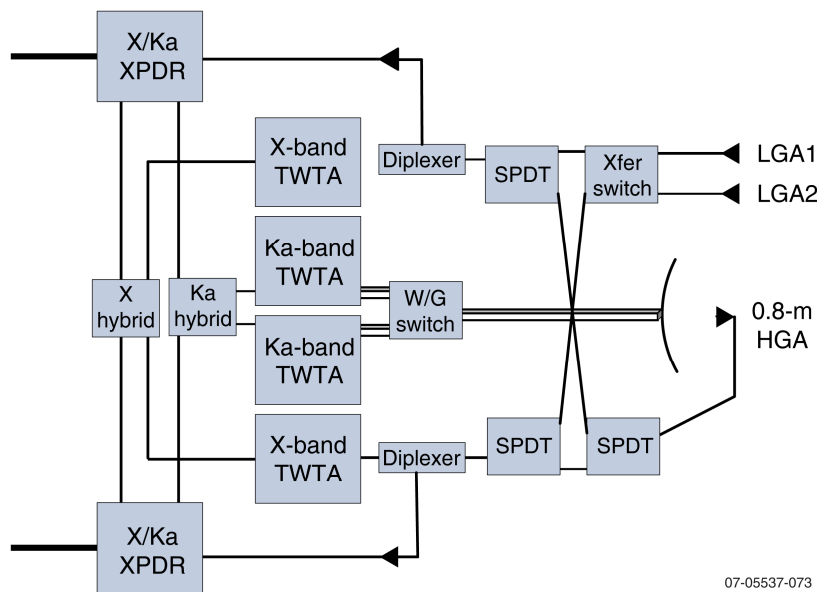 X/Ka
XPDR
X-band
TWTA
Diplexer
SPDT
Xfer
switch
LGA1
LGA2
Ka-band
TWTA
X
hybrid
Ka
hybrid
W/G
switch
0.8-m
HGA
Ka-band
TWTA
X-band
TWTA
Diplexer
SPDT
SPDT
X/Ka
XPDR
07-05537-073